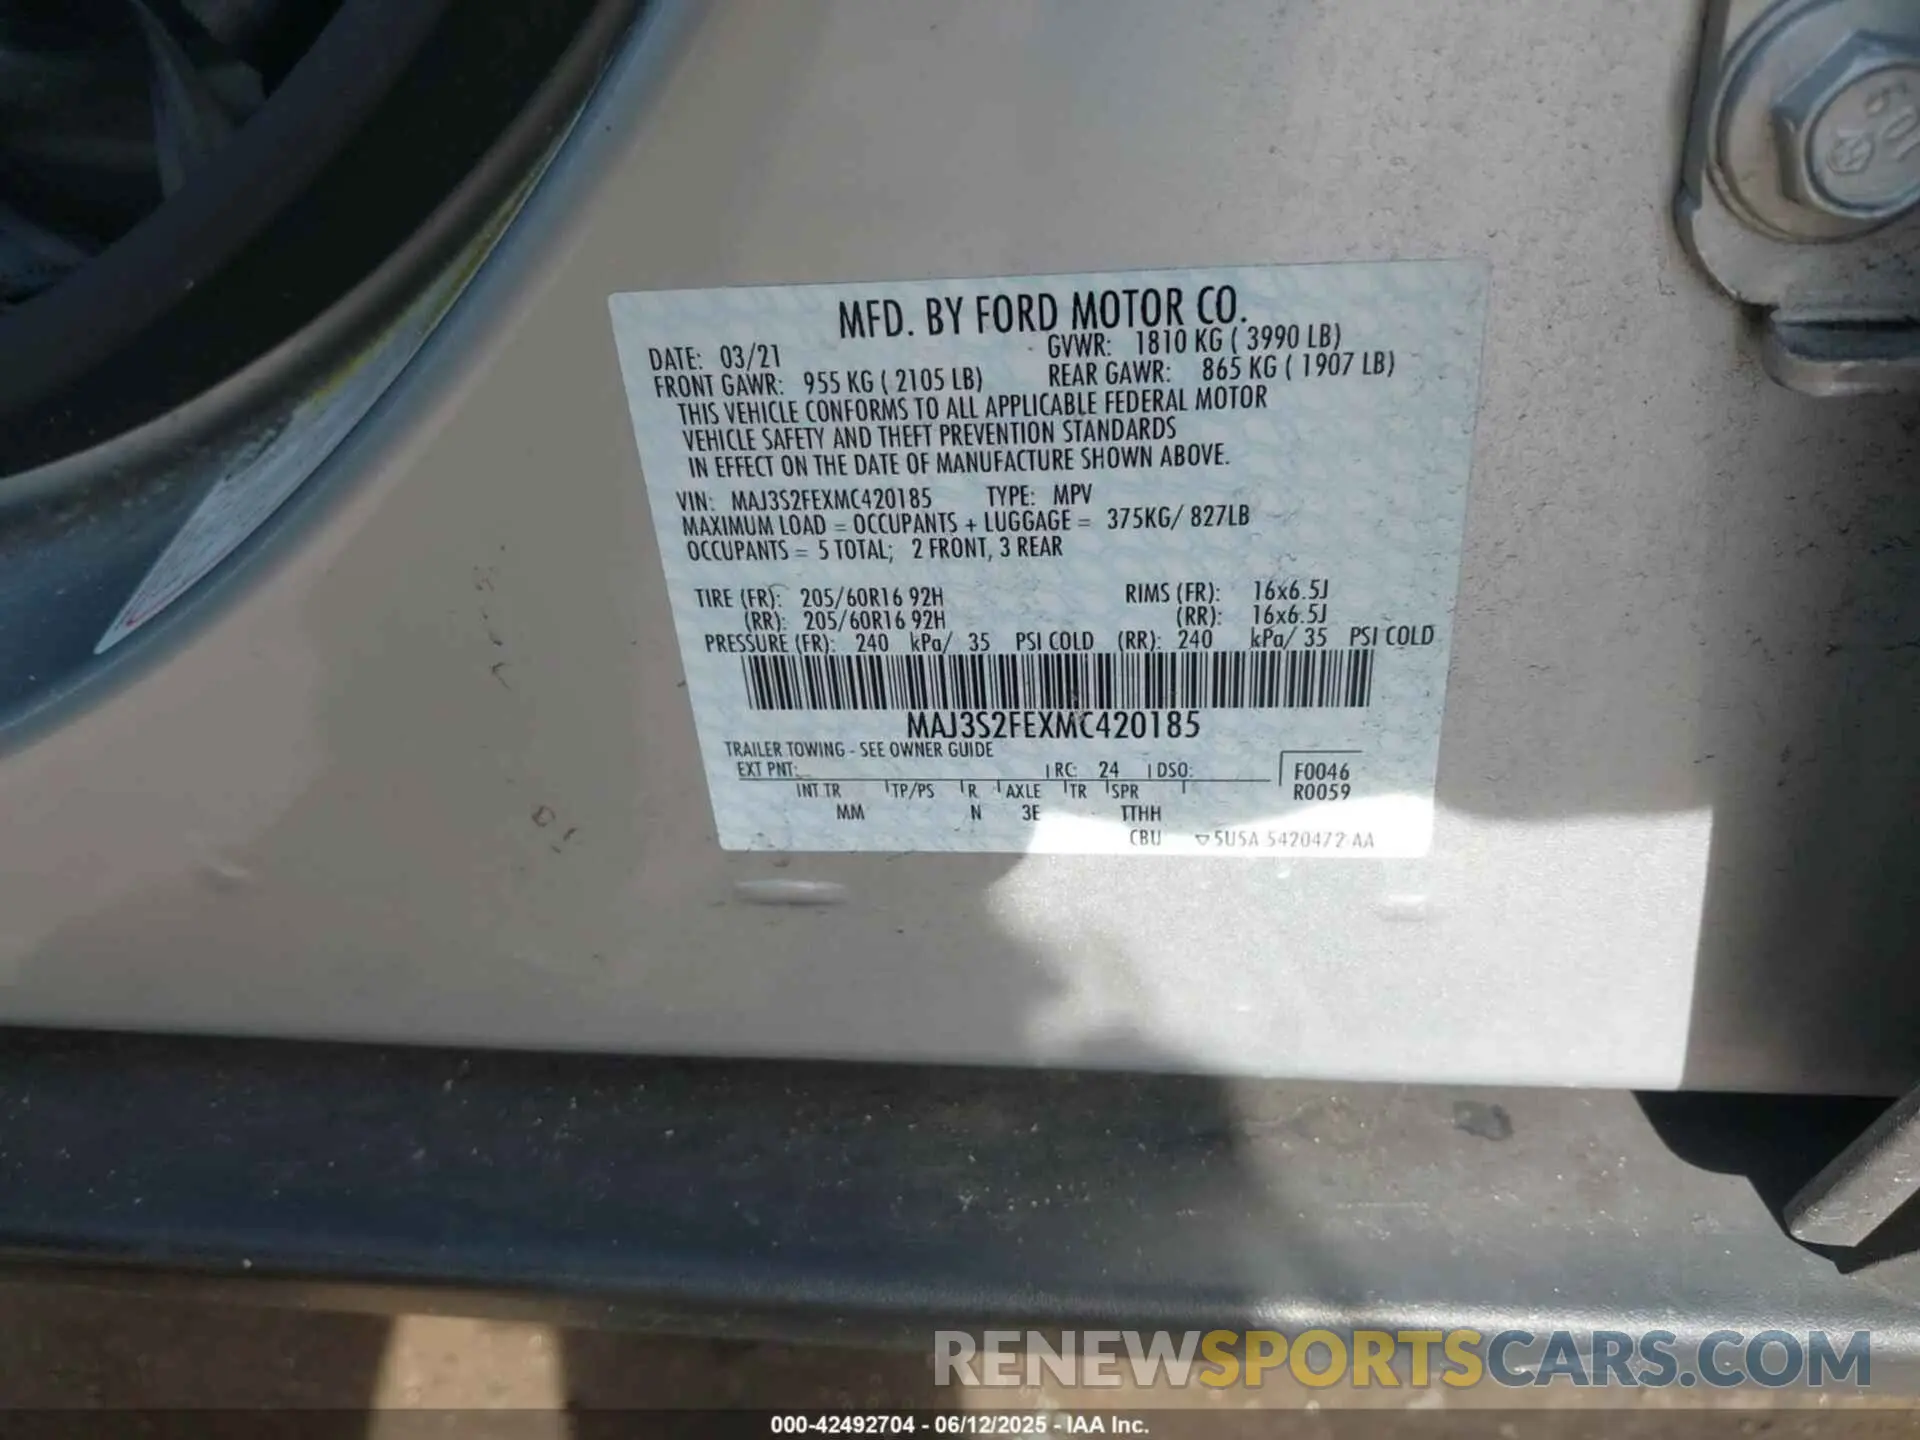 MFD. BY FORD MOTOR CO.
DATE: 03/21 GVWR: 1810 KG ( 3990 LB)
FRONT GAWR: 955 KG ( 2105 LB) REAR GAWR: 865 KG ( 1907 LB)
THIS VEHICLE CONFORMS TO ALL APPLICABLE FEDERAL MOTOR
VEHICLE SAFETY AND THEFT PREVENTION STANDARDS
IN EFFECT ON THE DATE OF MANUFACTURE SHOWN ABOVE.
VIN: MAJ3S2FEXMC420185 TYPE: MPV
MAXIMUM LOAD = OCCUPANTS + LUGGAGE = 375KG/ 827LB
OCCUPANTS = 5 TOTAL; 2 FRONT, 3 REAR
TIRE (FR): 205/60R16 92H RIMS (FR): 16x6.5J
(RR): 205/60R16 92H (RR): 16x6.5J
PRESSURE (FR): 240 kPa/ 35 PSI COLD (RR): 240 kPa/ 35 PSI COLD
MAJ3S2FEXMC420185
TRAILER TOWING - SEE OWNER GUIDE
EXT PNT: RC: 24 DSO: F0046
INT TR TP/PS R AXLE TR SPR R0059
MM N 3E TTHH
CBU 5U5A 5420472 AA
RENEWSPORTSCARS.COM
000-42492704 - 06/12/2025 - IAA Inc.